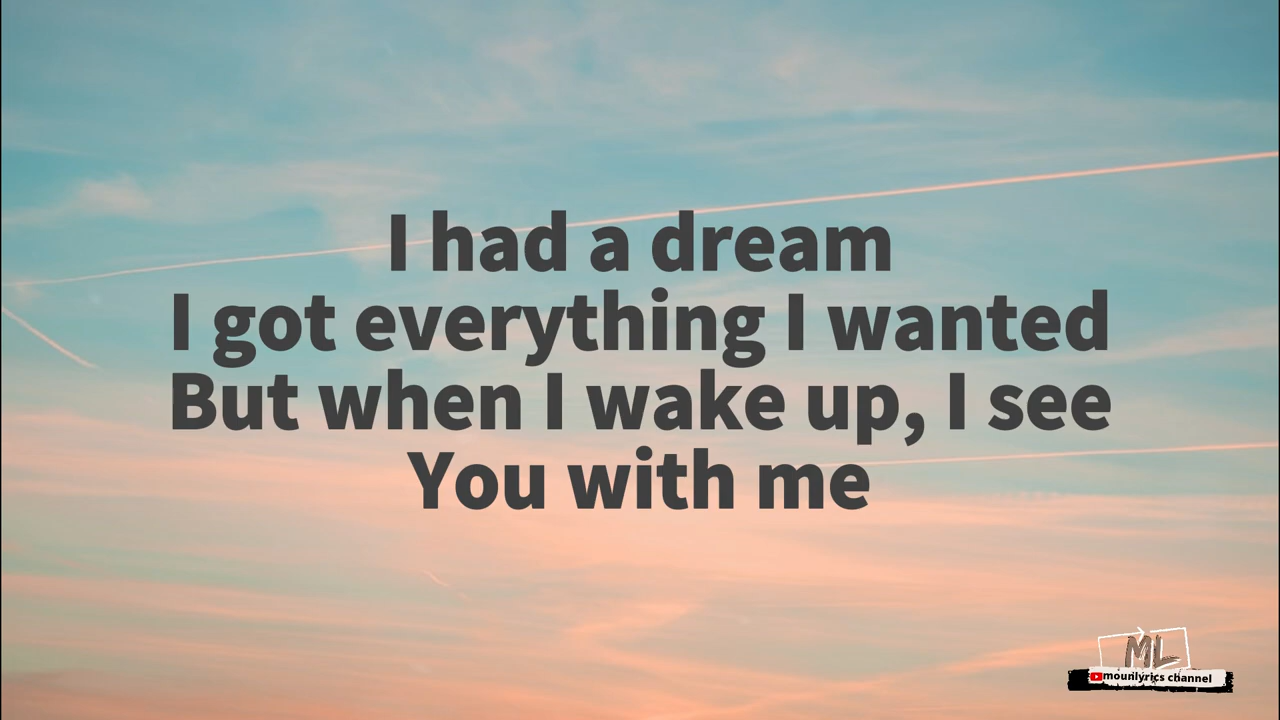 I had a dream
I got everything I wanted
But when I wake up, I see
You with me
ML
mourilyrics channel